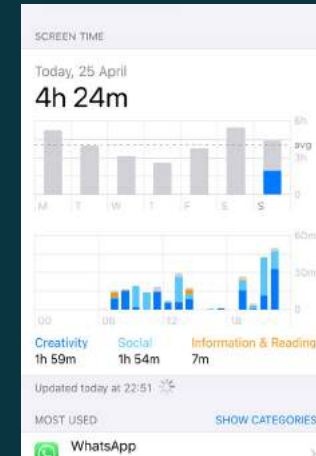 SCREEN TIME
Today, 25 April
4h 24m
6h
avg
3h
0
M T W T F S S
60m
30m
0
00 06 12 18
Creativity Social Information & Reading
1h 59m 1h 54m 7m
Updated today at 22:51
MOST USED SHOW CATEGORIES
WhatsApp